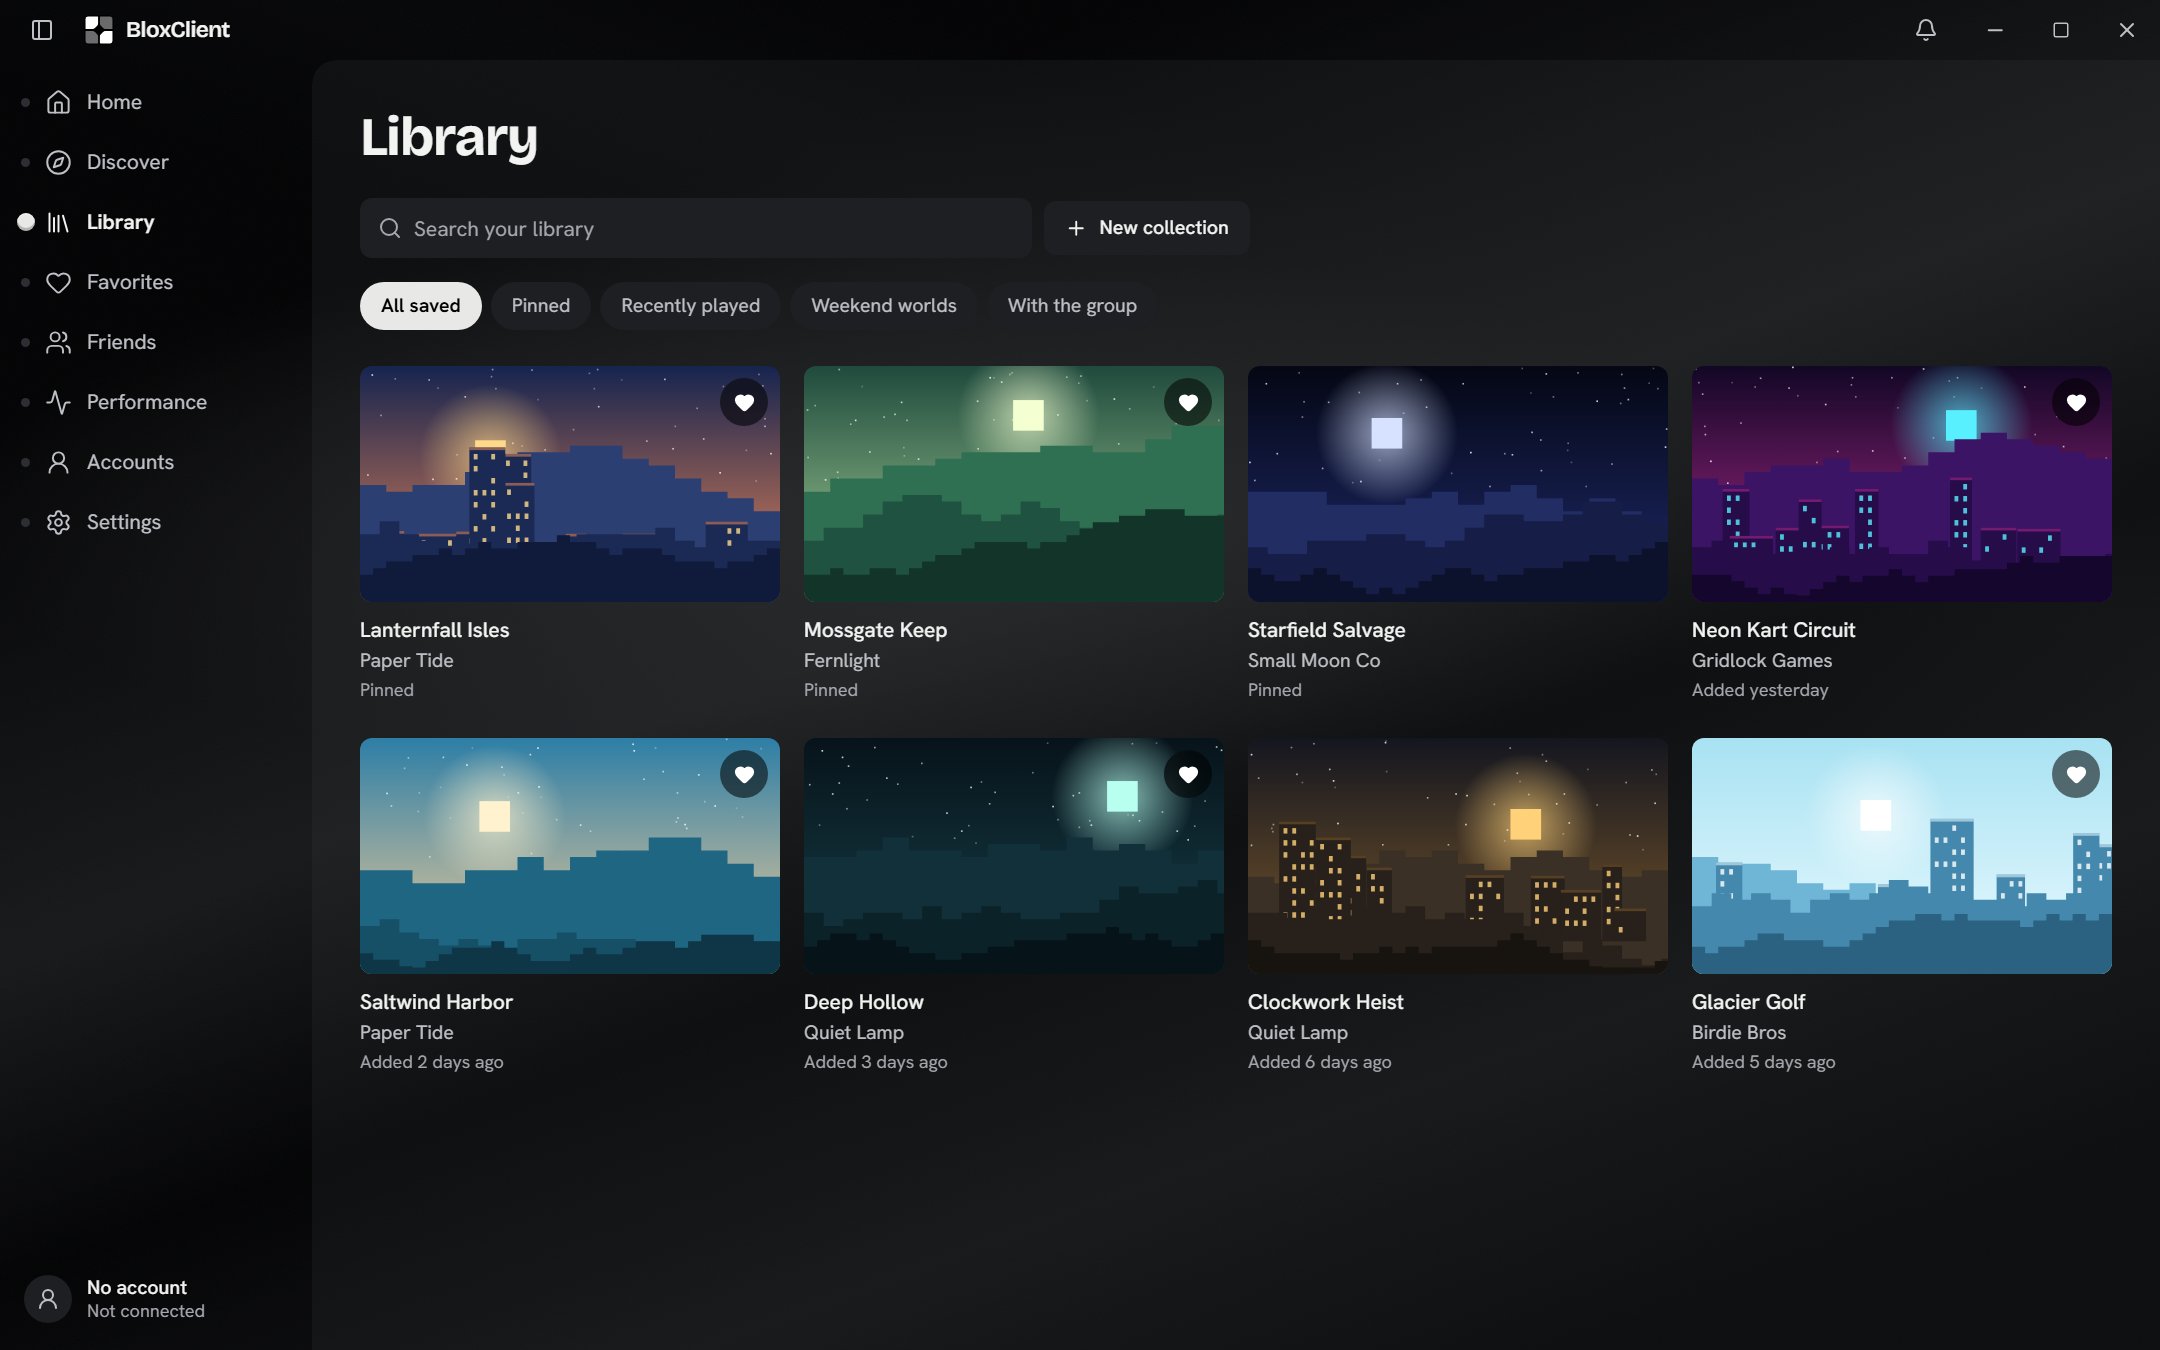 BloxClient
Home
Discover
Library
Favorites
Friends
Performance
Accounts
Settings
No account
Not connected
Library
Search your library
New collection
All saved
Pinned
Recently played
Weekend worlds
With the group
Lanternfall Isles
Paper Tide
Pinned
Mossgate Keep
Fernlight
Pinned
Starfield Salvage
Small Moon Co
Pinned
Neon Kart Circuit
Gridlock Games
Added yesterday
Saltwind Harbor
Paper Tide
Added 2 days ago
Deep Hollow
Quiet Lamp
Added 3 days ago
Clockwork Heist
Quiet Lamp
Added 6 days ago
Glacier Golf
Birdie Bros
Added 5 days ago